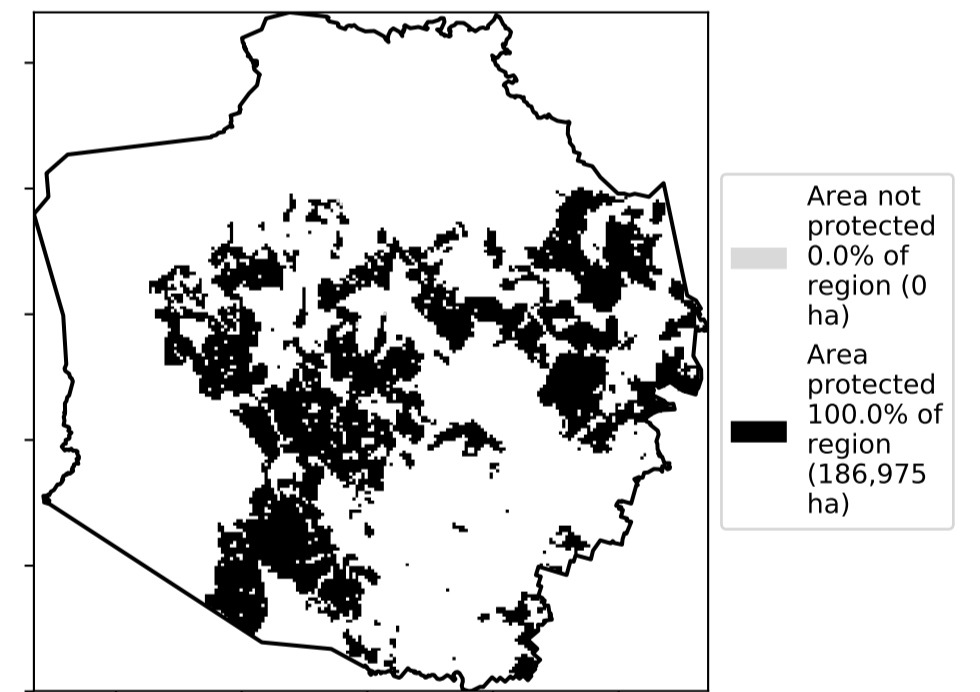 Area not
protected
0.0% of
region (0
ha)
Area
protected
100.0% of
region
(186,975
ha)